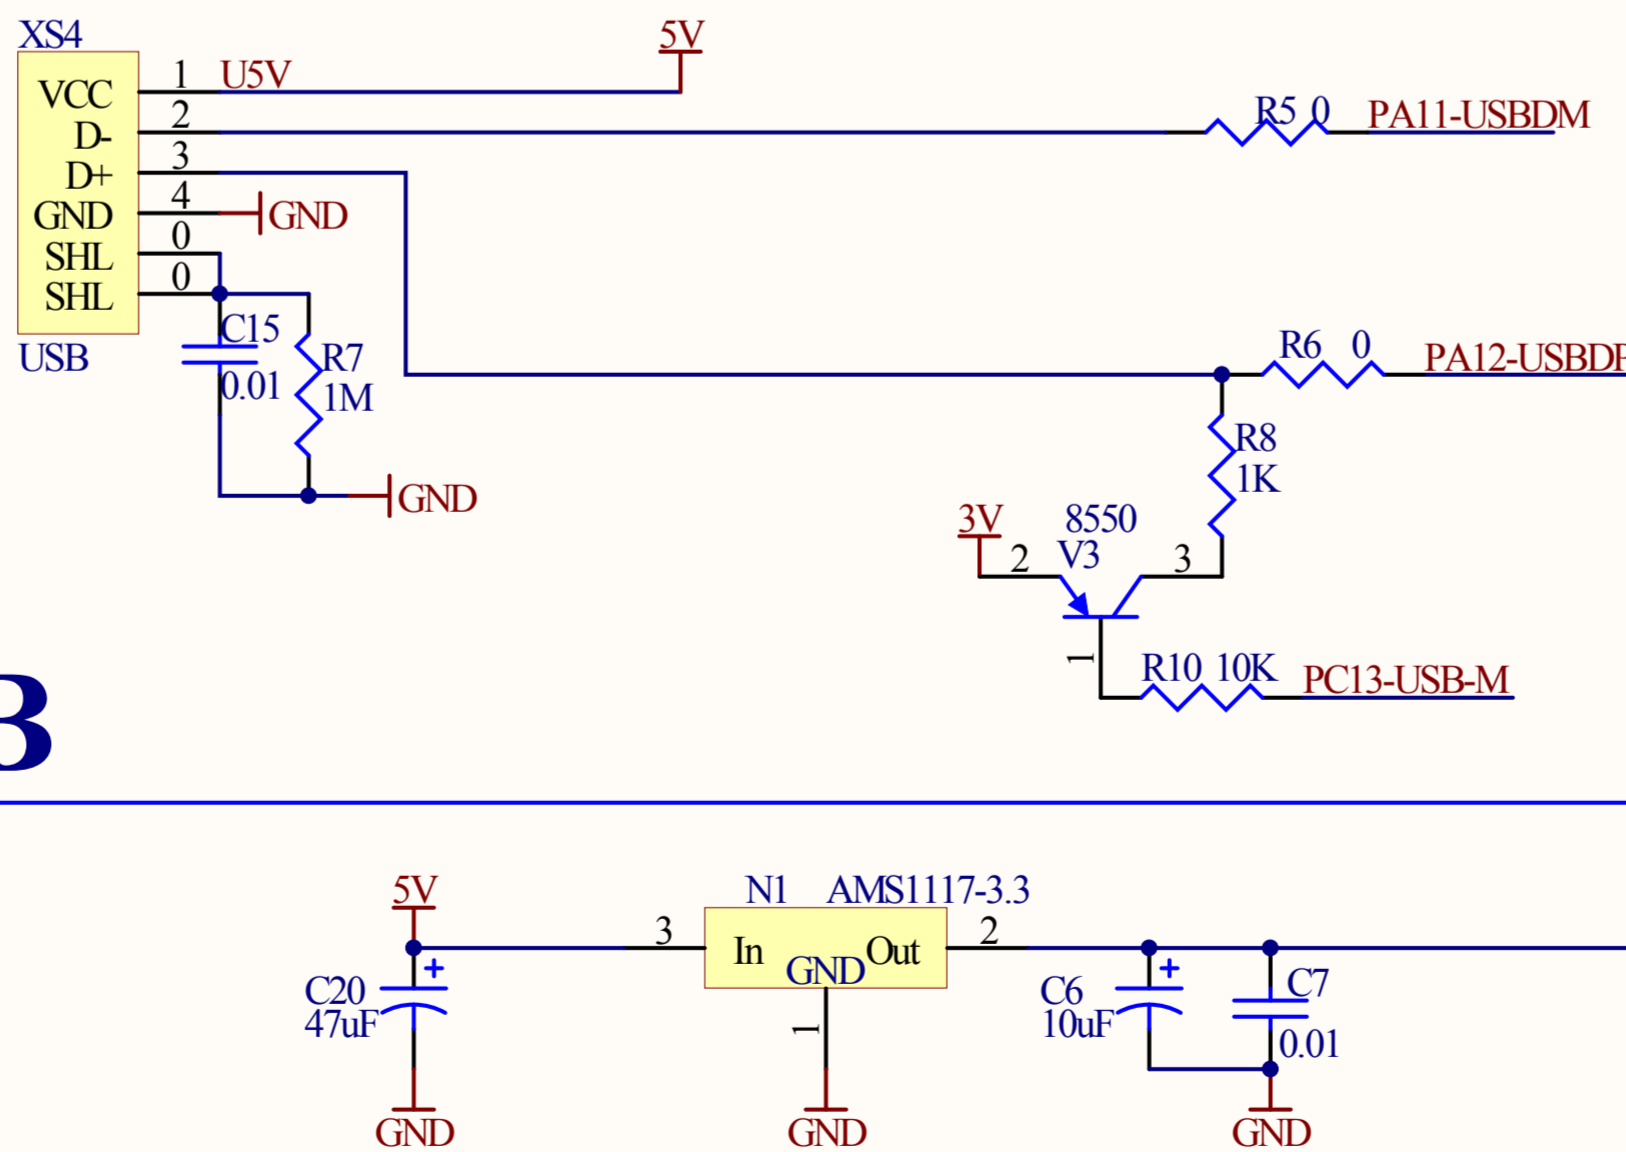 XS4
5V
1 U5V
VCC
2
D-
R5 0 PA11-USBDM
3
D+
4
GND
GND
0
SHL
0
SHL
C15
0.01
R7
1M
USB
GND
R6 0 PA12-USBDP
R8
1K
3V
8550
V3
2
3
1
R10 10K PC13-USB-M
B
5V
N1 AMS1117-3.3
3
In
GND
Out
2
1
C20
47uF
C6
10uF
C7
0.01
GND
GND
GND